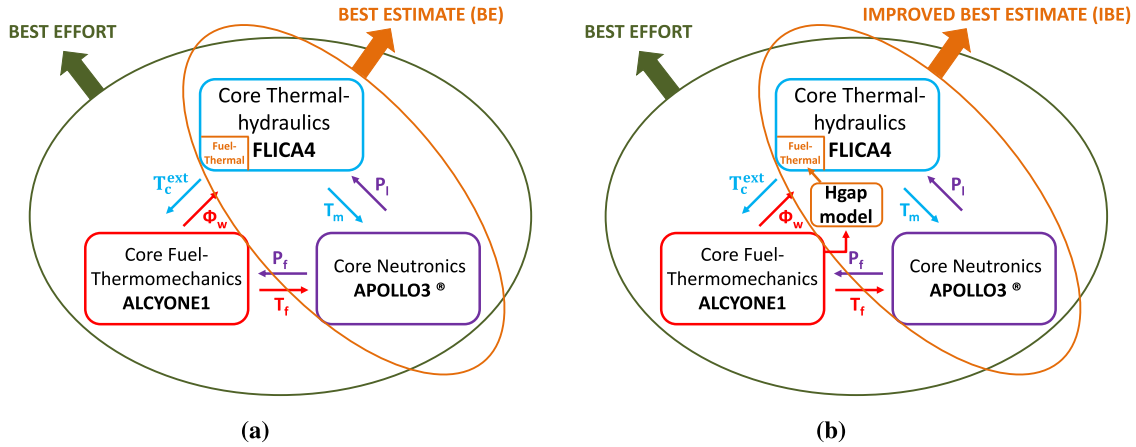 BEST EFFORT
BEST ESTIMATE (BE)
Core Thermal-
hydraulics
FLICA4
Fuel-
Thermal
T_c^ext
Φ_w
T_m
P_l
Core Fuel-
Thermomechanics
ALCYONE1
P_f
T_f
Core Neutronics
APOLLO3 ®
(a)
BEST EFFORT
IMPROVED BEST ESTIMATE (IBE)
Core Thermal-
hydraulics
FLICA4
Fuel-
Thermal
T_c^ext
Φ_w
Hgap
model
T_m
P_l
Core Fuel-
Thermomechanics
ALCYONE1
P_f
T_f
Core Neutronics
APOLLO3 ®
(b)